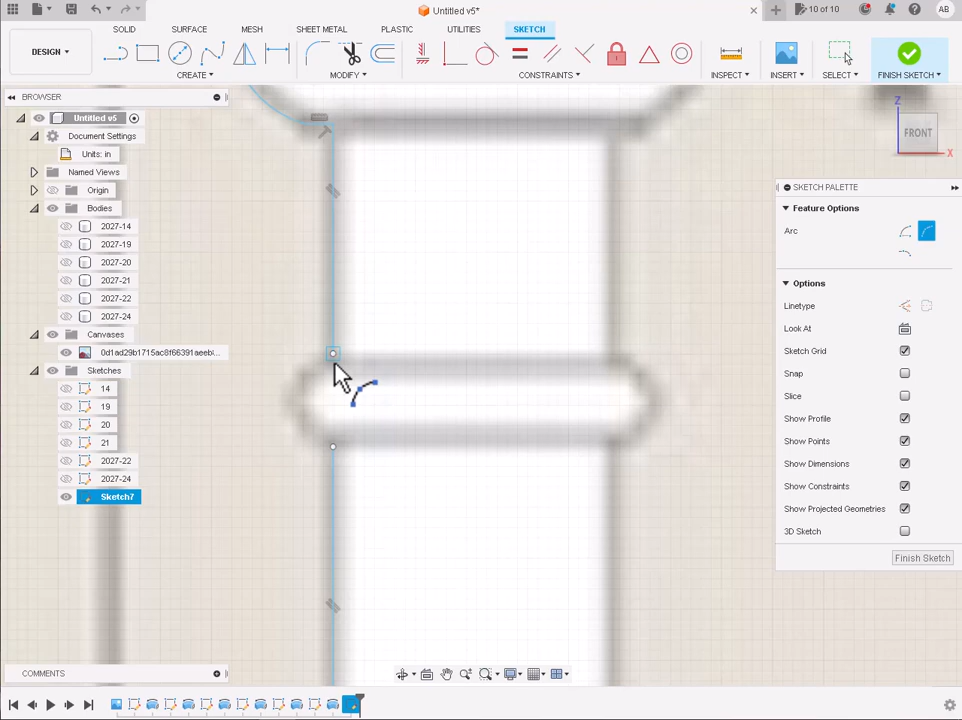 Untitled v5*
10 of 10
AB
SOLID
SURFACE
MESH
SHEET METAL
PLASTIC
UTILITIES
SKETCH
DESIGN
CREATE
MODIFY
CONSTRAINTS
INSPECT
INSERT
SELECT
FINISH SKETCH
BROWSER
Untitled v5
Document Settings
Units: in
Named Views
Origin
Bodies
2027-14
2027-19
2027-20
2027-21
2027-22
2027-24
Canvases
0d1ad29b1715ac8f66391aeeb...
Sketches
14
19
20
21
2027-22
2027-24
Sketch7
Z
FRONT
X
SKETCH PALETTE
Feature Options
Arc
Options
Linetype
Look At
Sketch Grid
Snap
Slice
Show Profile
Show Points
Show Dimensions
Show Constraints
Show Projected Geometries
3D Sketch
Finish Sketch
COMMENTS